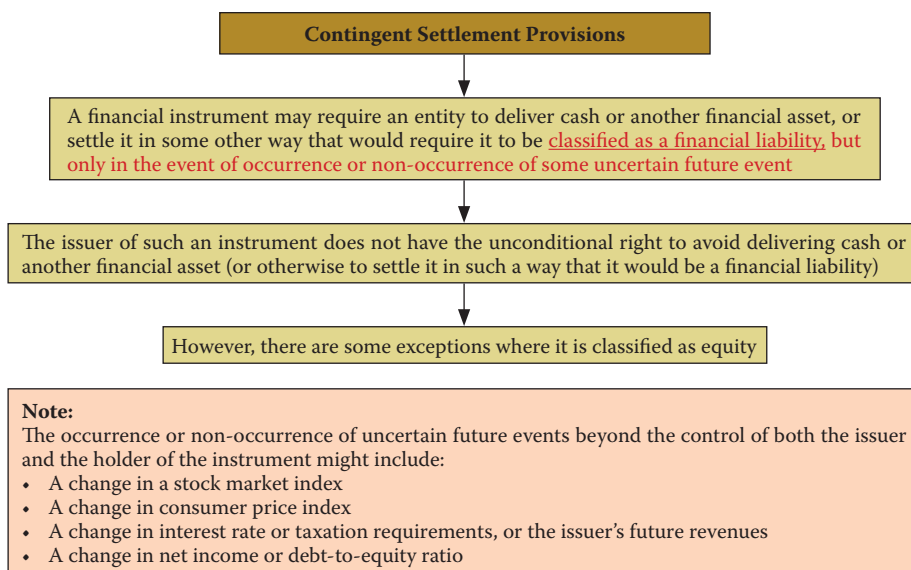 Contingent Settlement Provisions
A financial instrument may require an entity to deliver cash or another financial asset, or
settle it in some other way that would require it to be classified as a financial liability, but
only in the event of occurrence or non-occurrence of some uncertain future event
The issuer of such an instrument does not have the unconditional right to avoid delivering cash or
another financial asset (or otherwise to settle it in such a way that it would be a financial liability)
However, there are some exceptions where it is classified as equity
Note:
The occurrence or non-occurrence of uncertain future events beyond the control of both the issuer
and the holder of the instrument might include:
• A change in a stock market index
• A change in consumer price index
• A change in interest rate or taxation requirements, or the issuer's future revenues
• A change in net income or debt-to-equity ratio